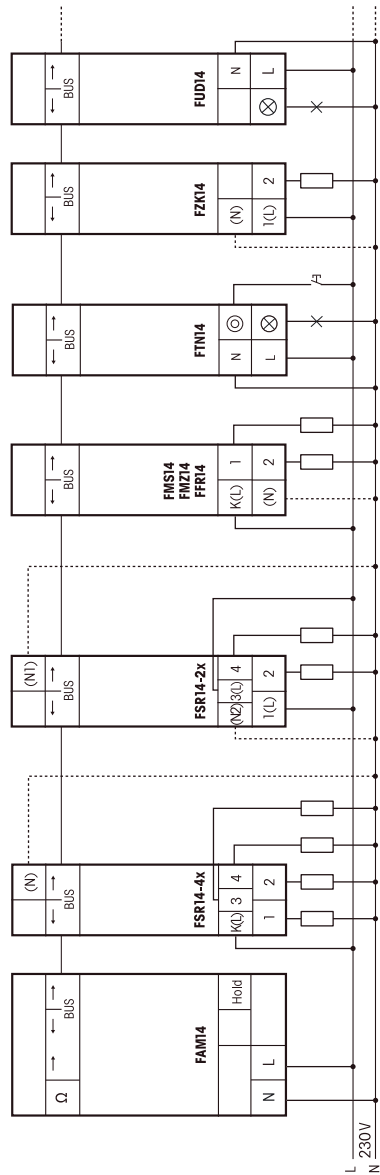 Ω
BUS
FAM14
Hold
N L
(N)
BUS
FSR14-4x
K(L) 3 4
1 2
(N1)
BUS
FSR14-2x
(N2) 3(L) 4
1(L) 2
BUS
FMS14
FMZ14
FFR14
K(L) 1
(N) 2
BUS
FTN14
N
L
BUS
FZK14
(N)
1(L) 2
BUS
FUD14
N
L
L
230V
N